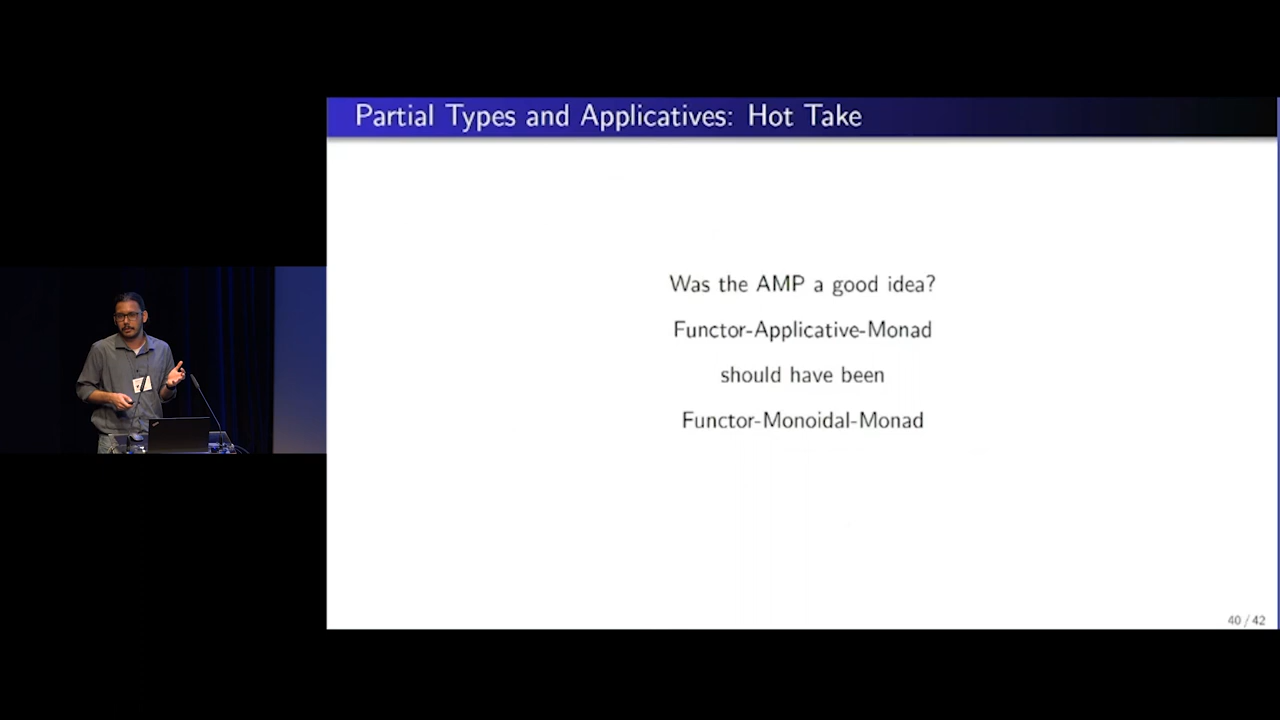 Partial Types and Applicatives: Hot Take
Was the AMP a good idea?
Functor-Applicative-Monad
should have been
Functor-Monoidal-Monad
40 / 42